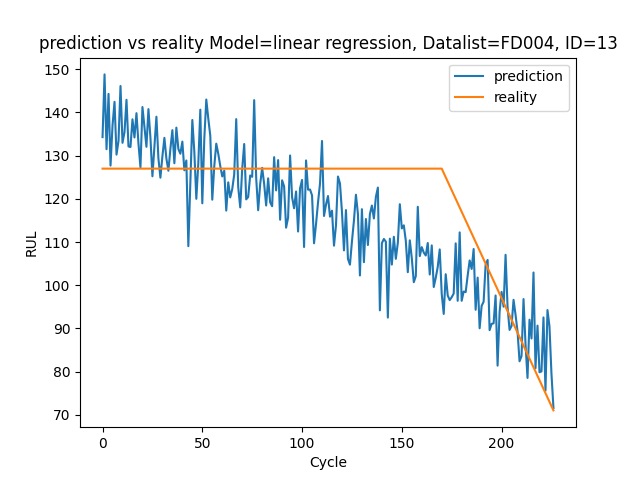 prediction vs reality Model=linear regression, Datalist=FD004, ID=13
prediction
reality
RUL
150
140
130
120
110
100
90
80
70
0
50
100
150
200
Cycle